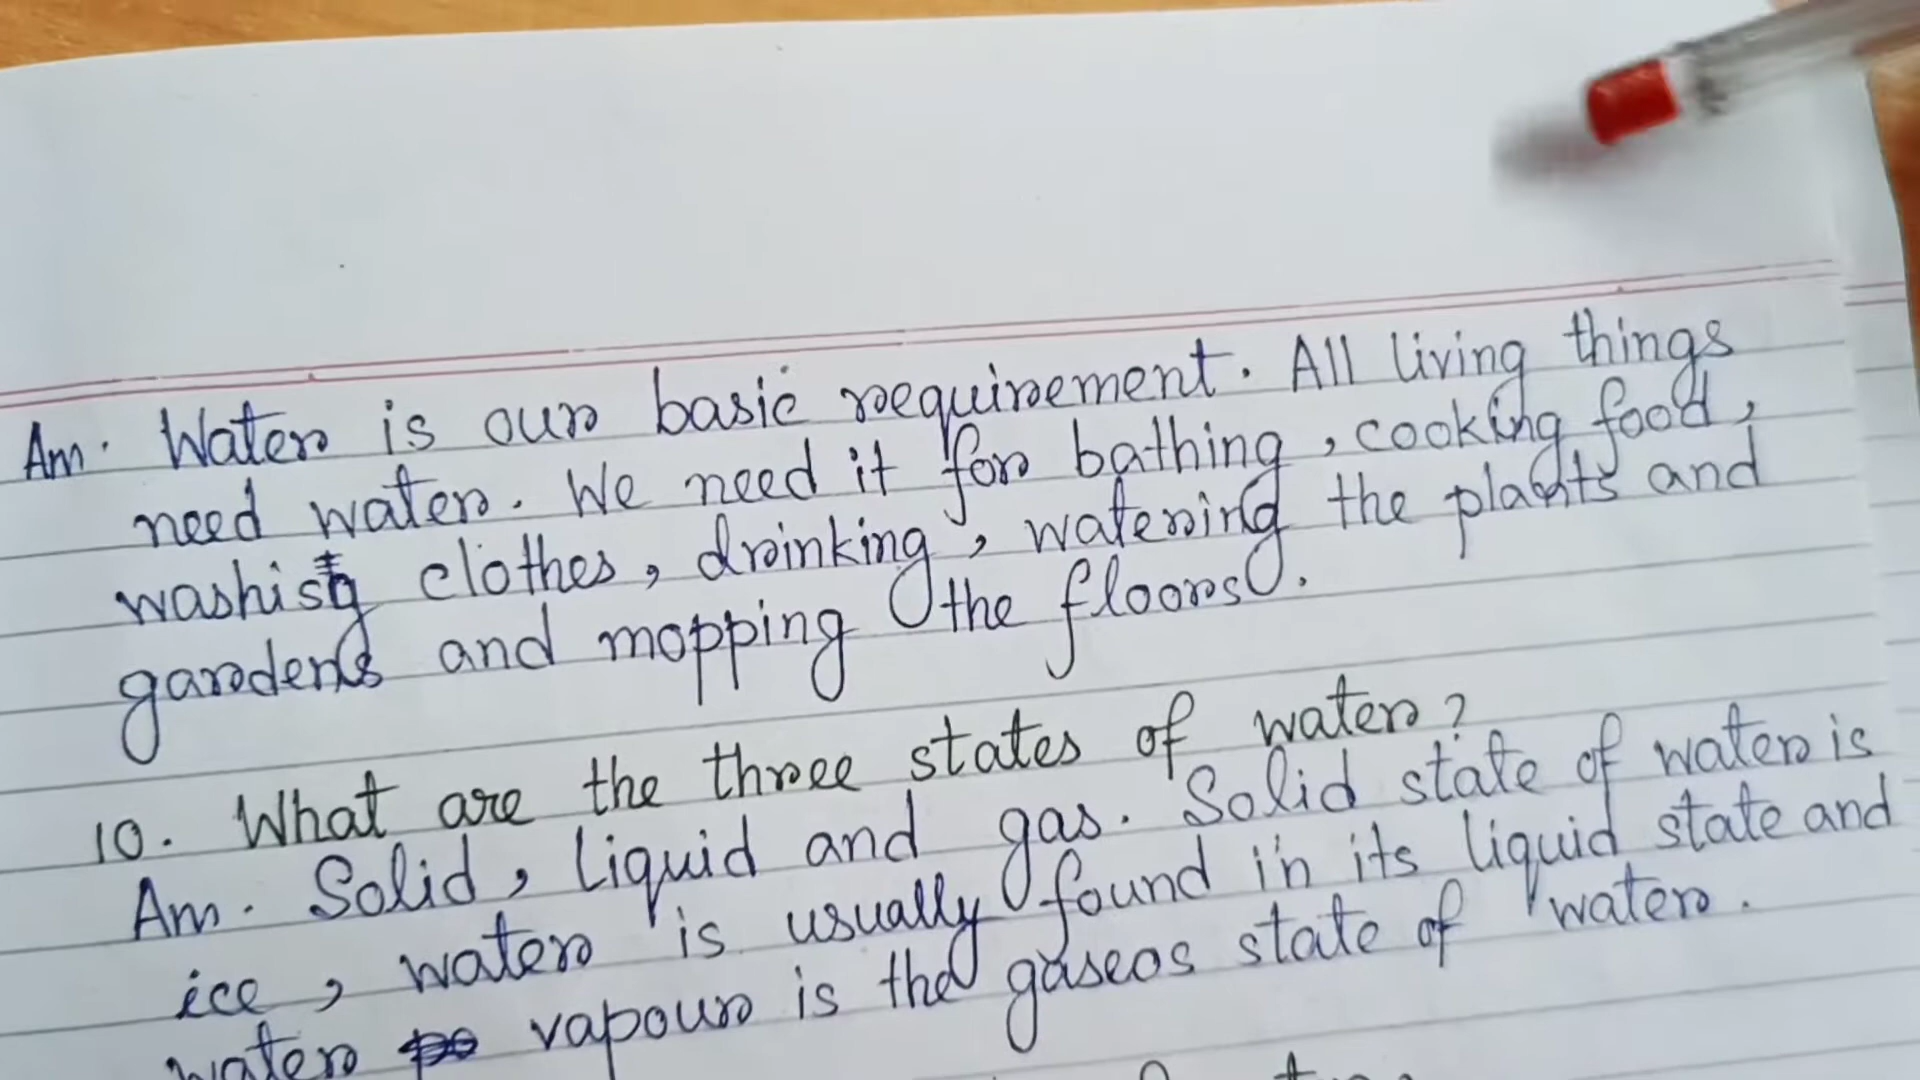 Ans. Water is our basic requirement. All living things
need water. We need it for bathing, cooking food,
washing clothes, drinking, watering the plants and
gardens and mopping the floors.
10. What are the three states of water?
Ans. Solid, liquid and gas. Solid state of water is
ice, water is usually found in its liquid state and
water vapour is the gaseos state of water.